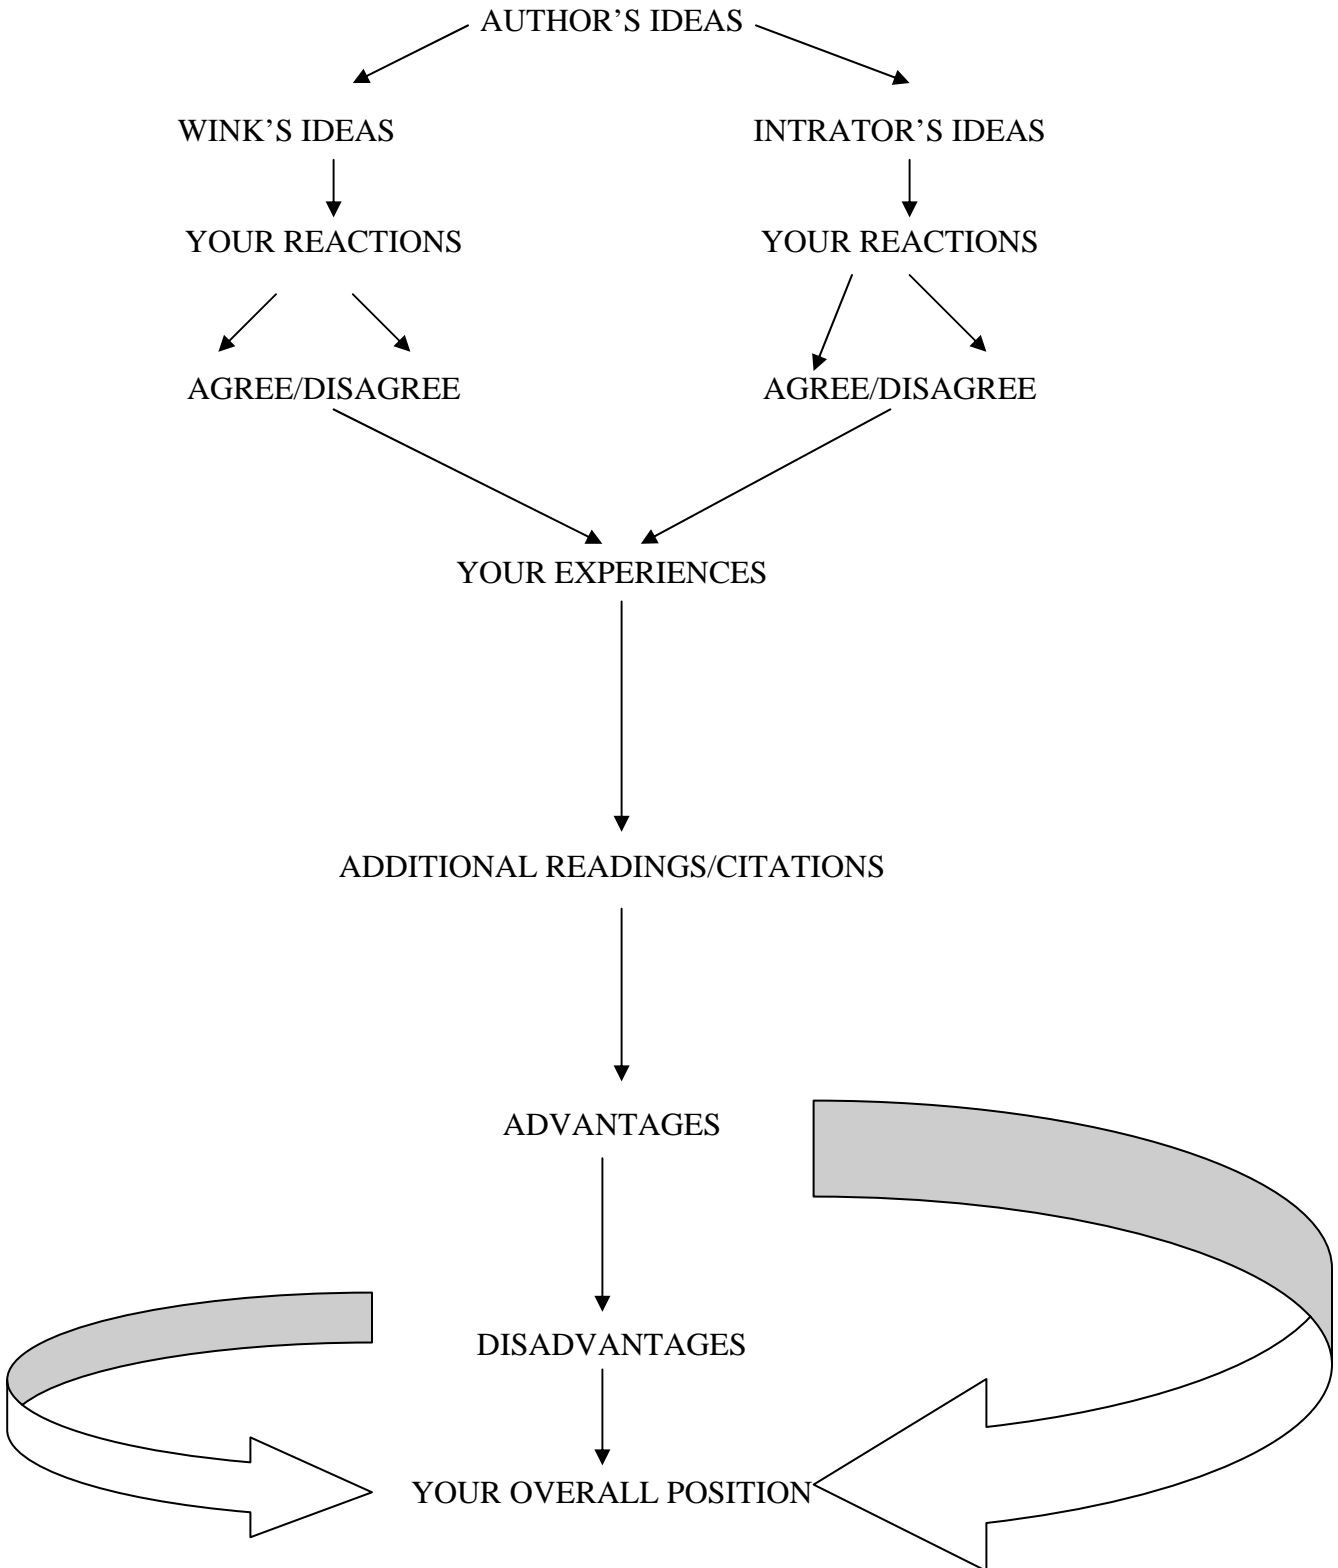 AUTHOR'S IDEAS
WINK'S IDEAS
INTRATOR'S IDEAS
YOUR REACTIONS
YOUR REACTIONS
AGREE/DISAGREE
AGREE/DISAGREE
YOUR EXPERIENCES
ADDITIONAL READINGS/CITATIONS
ADVANTAGES
DISADVANTAGES
YOUR OVERALL POSITION